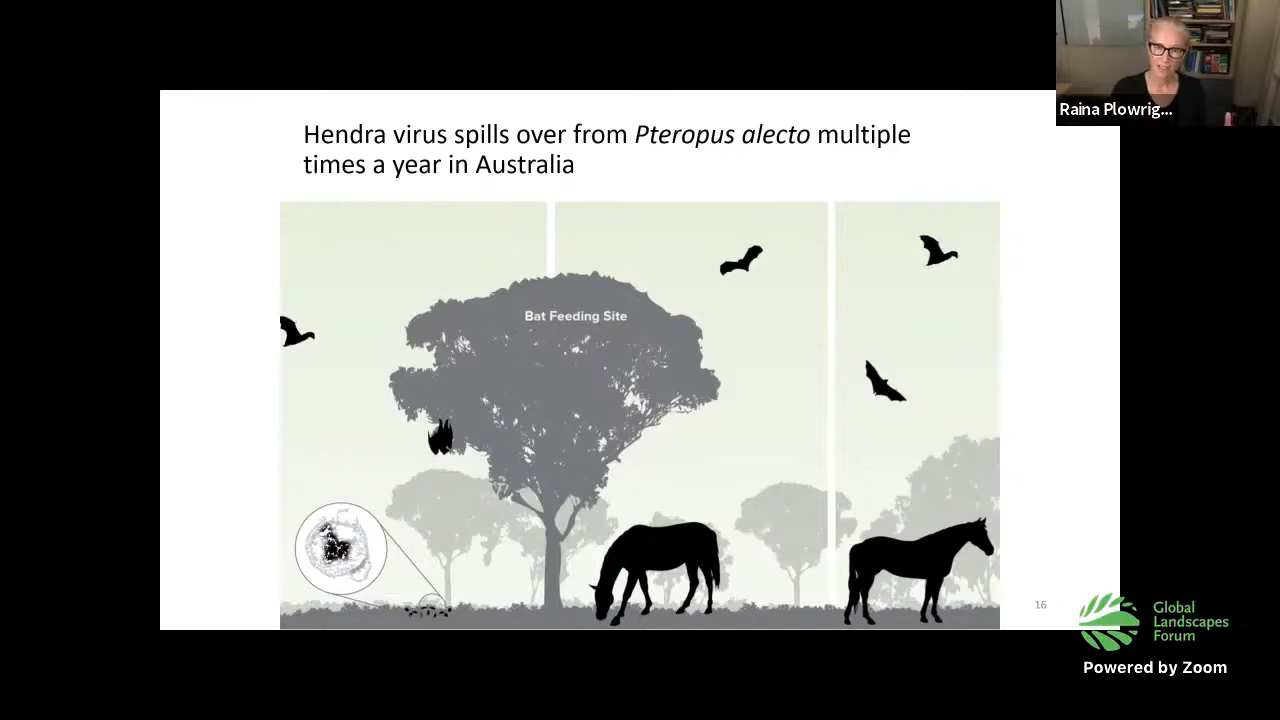 Raina Plowrig...
Hendra virus spills over from Pteropus alecto multiple
times a year in Australia
Bat Feeding Site
16
Global
Landscapes
Forum
Powered by Zoom